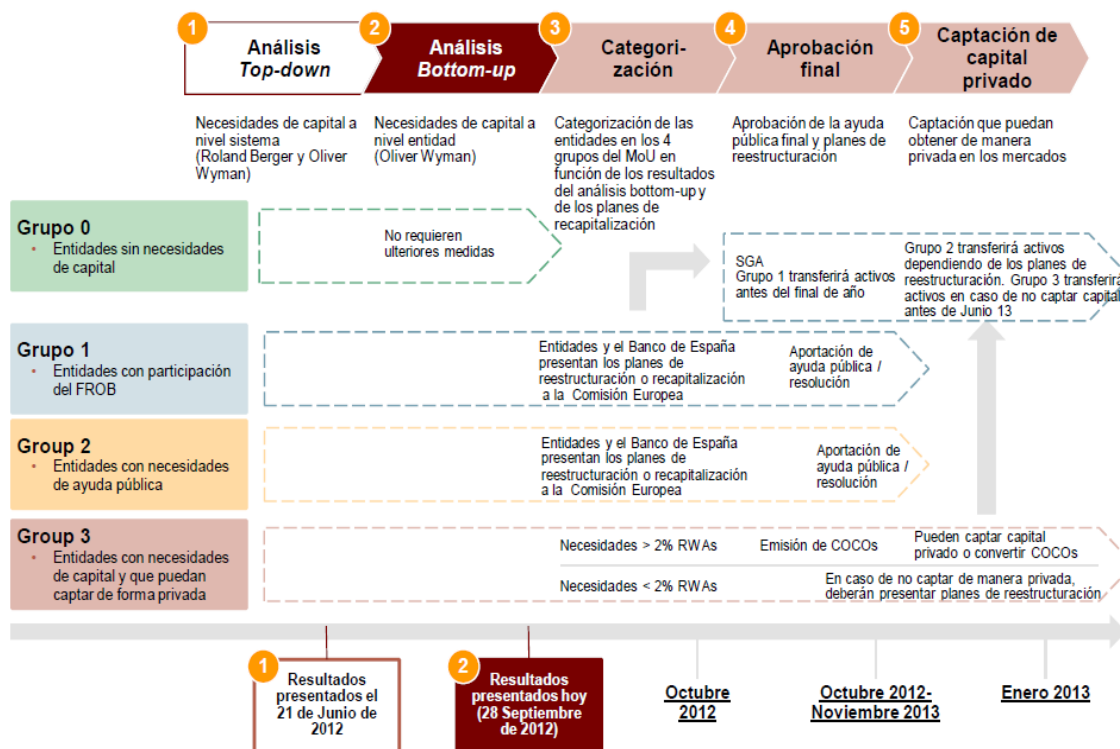 1
Análisis
Top-down
2
Análisis
Bottom-up
3
Categori-
zación
4
Aprobación
final
5
Captación de
capital
privado
Necesidades de capital a
nivel sistema
(Roland Berger y Oliver
Wyman)
Necesidades de capital a
nivel entidad
(Oliver Wyman)
Categorización de las
entidades en los 4
grupos del MoU en
función de los resultados
del análisis bottom-up y
de los planes de
recapitalización
Aprobación de la ayuda
pública final y planes de
reestructuración
Captación que puedan
obtener de manera
privada en los mercados
Grupo 0
• Entidades sin necesidades
de capital
No requieren
ulteriores medidas
SGA
Grupo 1 transferirá activos
antes del final de año
Grupo 2 transferirá activos
dependiendo de los planes de
reestructuración. Grupo 3 transferirá
activos en caso de no captar capital
antes de Junio 13
Grupo 1
• Entidades con participación
del FROB
Entidades y el Banco de España
presentan los planes de
reestructuración o recapitalización
a la Comisión Europea
Aportación de
ayuda pública /
resolución
Group 2
• Entidades con necesidades
de ayuda pública
Entidades y el Banco de España
presentan los planes de
reestructuración o recapitalización
a la Comisión Europea
Aportación de
ayuda pública /
resolución
Group 3
• Entidades con necesidades
de capital y que puedan
captar de forma privada
Necesidades > 2% RWAs
Emisión de COCOs
Pueden captar capital
privado o convertir COCOs
Necesidades < 2% RWAs
En caso de no captar de manera privada,
deberán presentar planes de reestructuración
1
Resultados
presentados el
21 de Junio de
2012
2
Resultados
presentados hoy
(28 Septiembre
de 2012)
Octubre
2012
Octubre 2012-
Noviembre 2013
Enero 2013